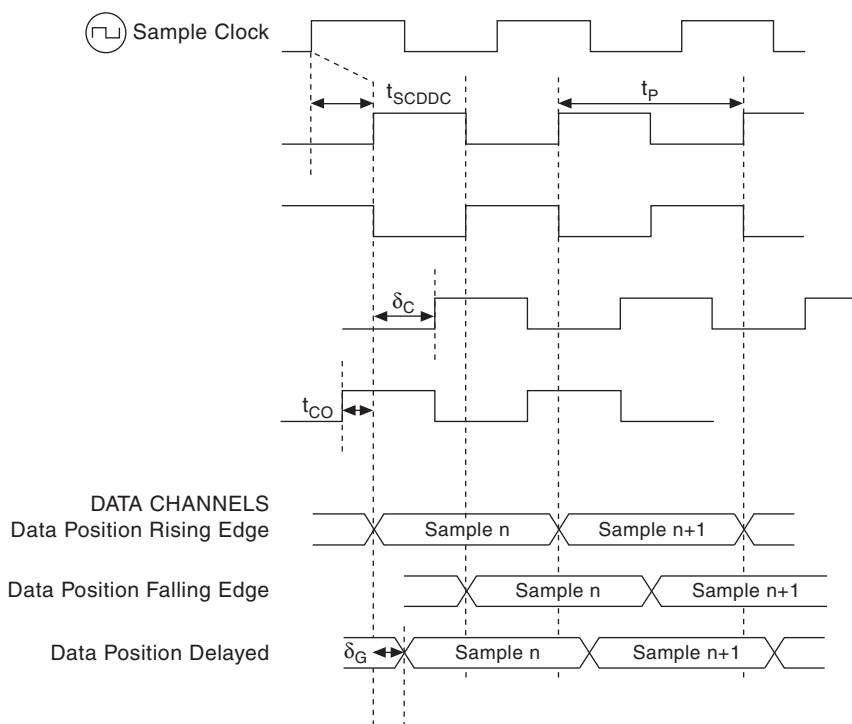 Sample Clock
tSCDDC
tP
δC
tCO
DATA CHANNELS
Data Position Rising Edge
Sample n
Sample n+1
Data Position Falling Edge
Sample n
Sample n+1
Data Position Delayed
δG
Sample n
Sample n+1